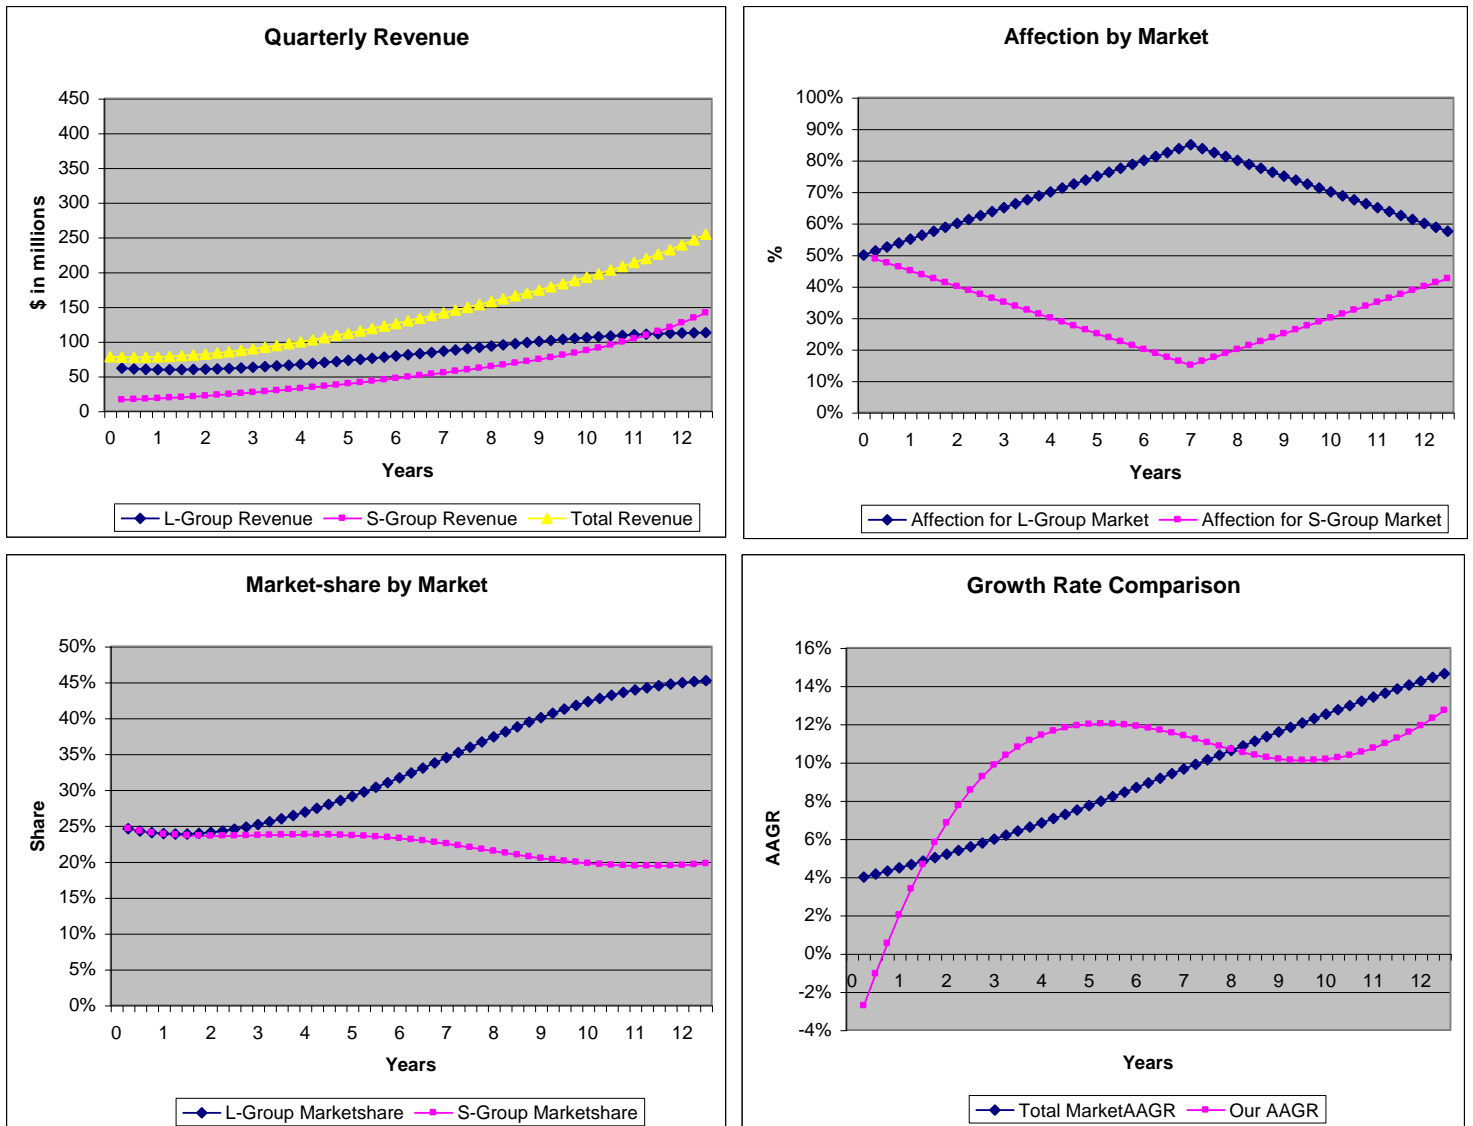 Quarterly Revenue
450
400
350
300
250
200
150
100
50
0
$ in millions
0 1 2 3 4 5 6 7 8 9 10 11 12
Years
L-Group Revenue S-Group Revenue Total Revenue
Affection by Market
100%
90%
80%
70%
60%
50%
40%
30%
20%
10%
0%
%
0 1 2 3 4 5 6 7 8 9 10 11 12
Years
Affection for L-Group Market Affection for S-Group Market
Market-share by Market
50%
45%
40%
35%
30%
25%
20%
15%
10%
5%
0%
Share
0 1 2 3 4 5 6 7 8 9 10 11 12
Years
L-Group Marketshare S-Group Marketshare
Growth Rate Comparison
16%
14%
12%
10%
8%
6%
4%
2%
0%
-2%
-4%
AAGR
0 1 2 3 4 5 6 7 8 9 10 11 12
Years
Total MarketAAGR Our AAGR